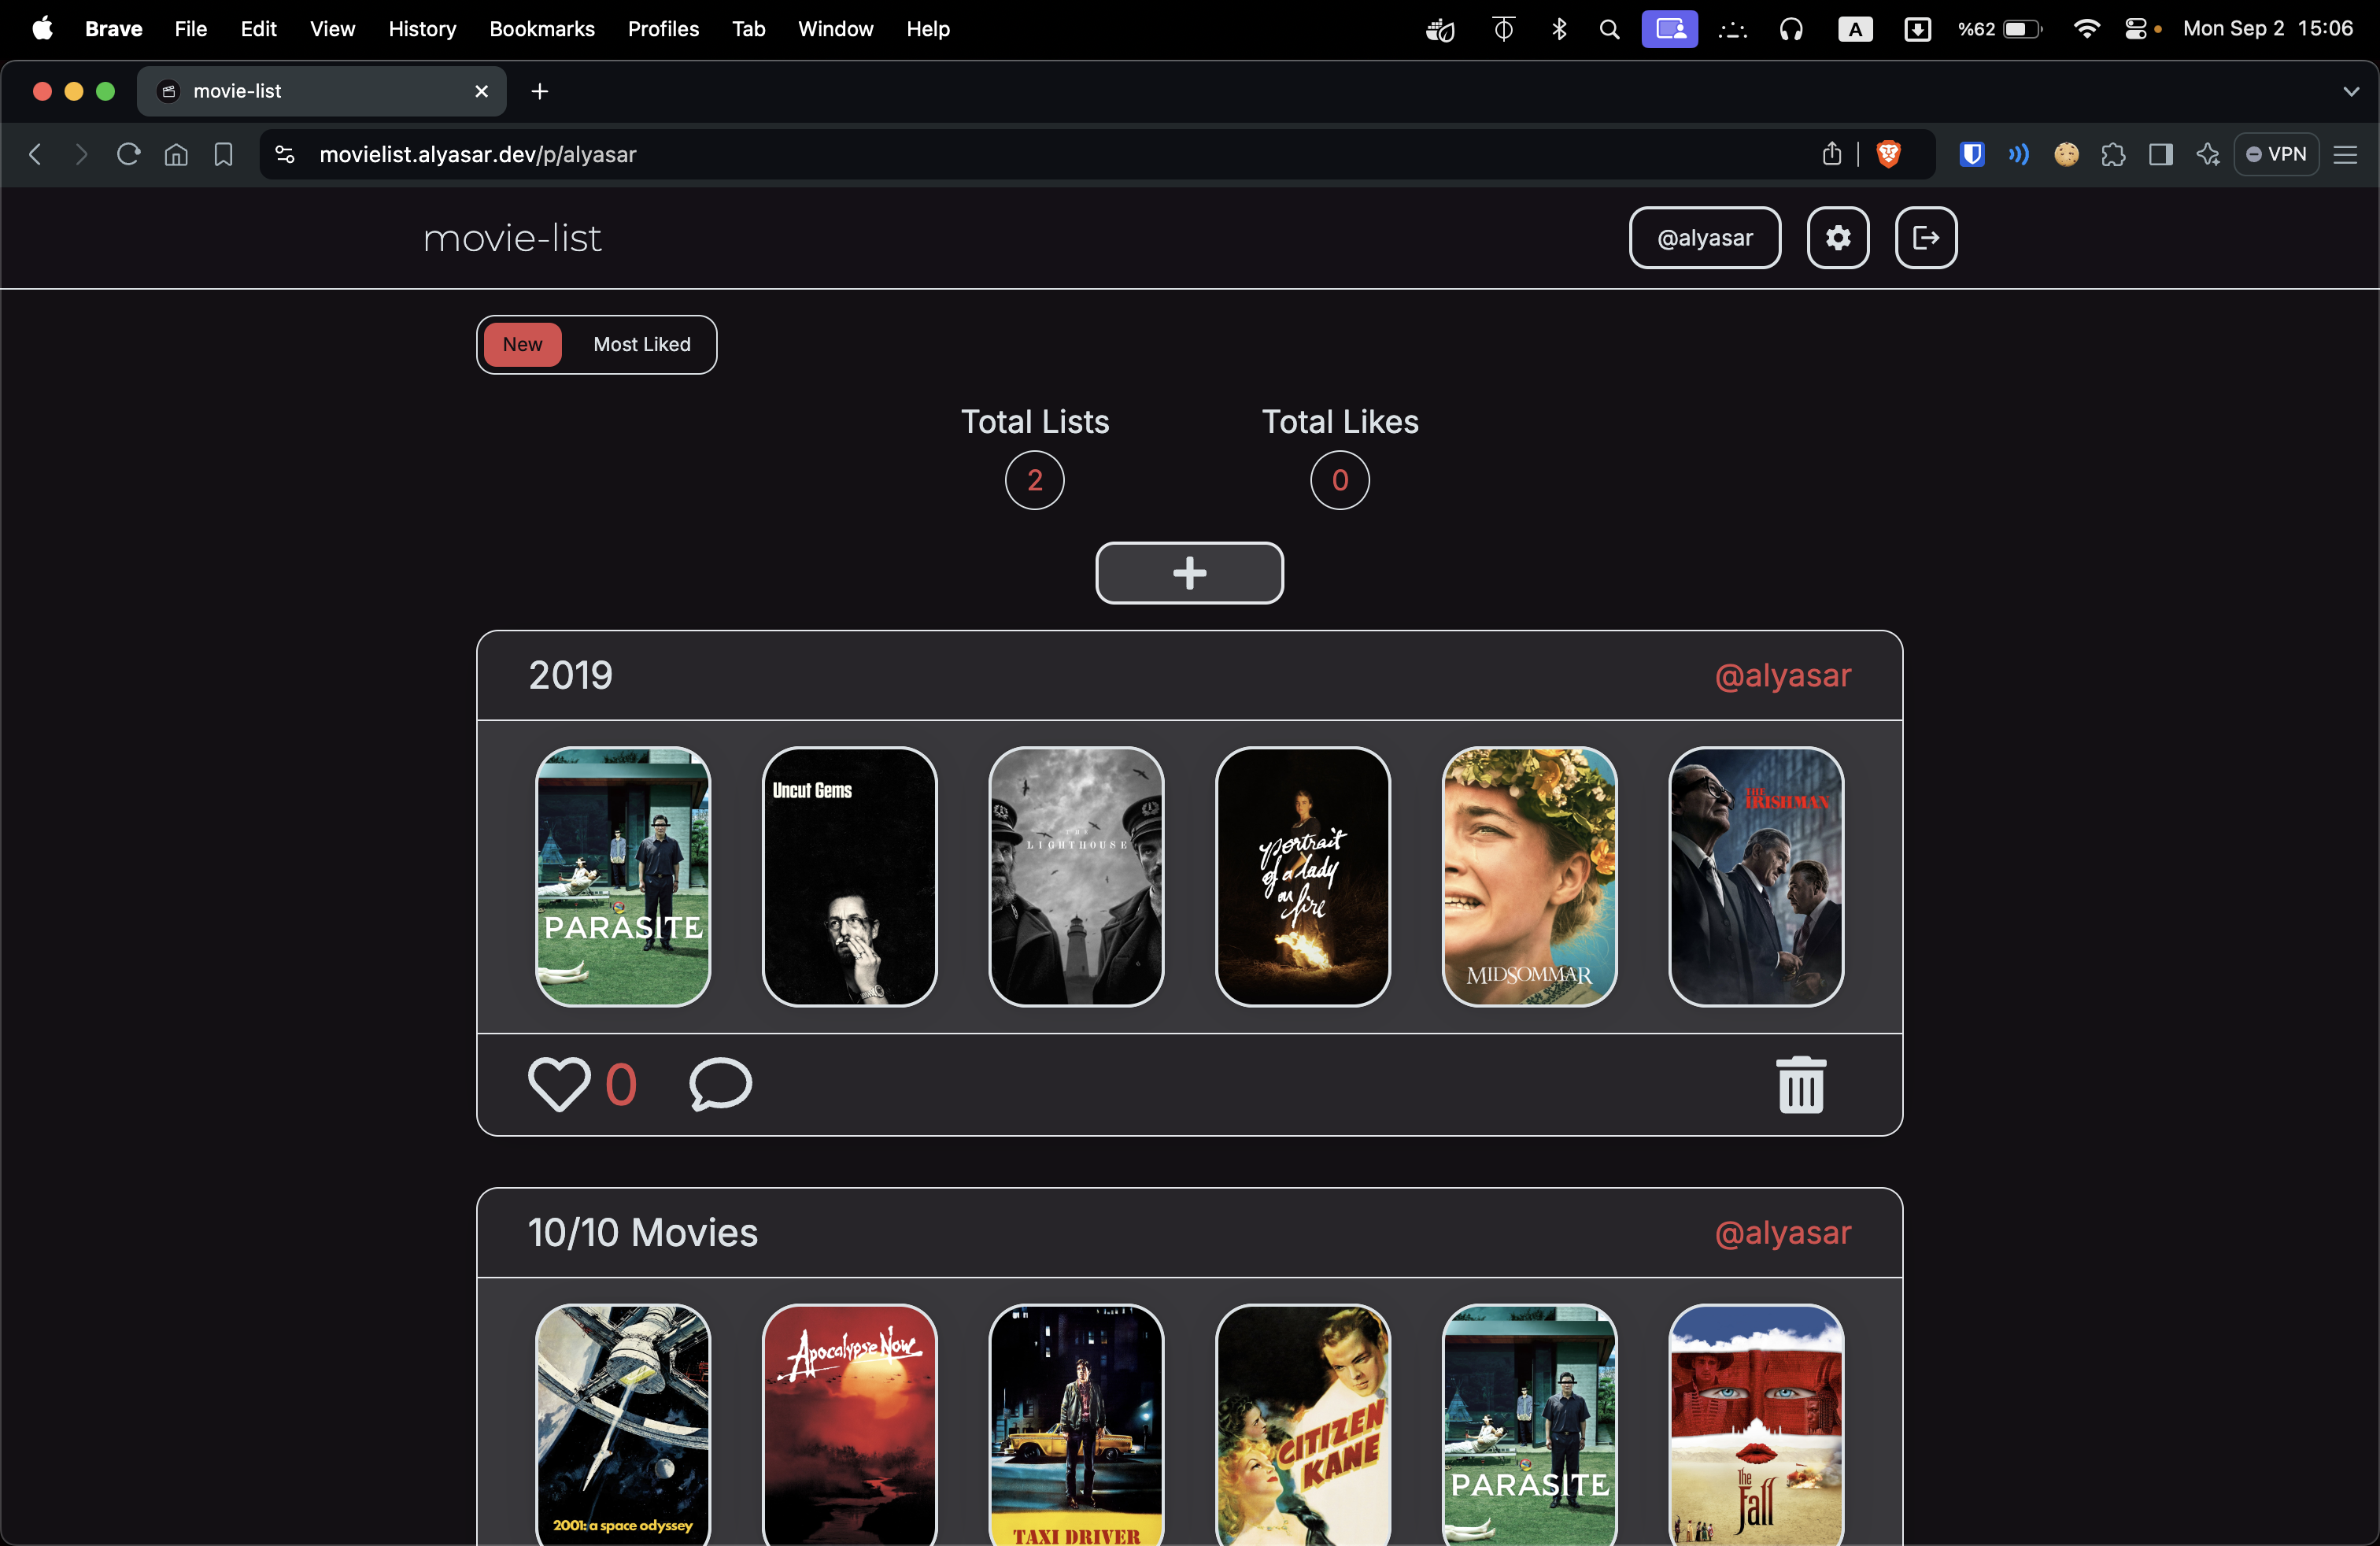 Brave File Edit View History Bookmarks Profiles Tab Window Help A %62 Mon Sep 2 15:06
movie-list
movielist.alyasar.dev/p/alyasar VPN
movie-list @alyasar
New Most Liked
Total Lists Total Likes
2 0
2019 @alyasar
PARASITE
Uncut Gems
THE
LIGHTHOUSE
portrait
of a lady
on
fire
MIDSOMMAR
THE
IRISHMAN
0
10/10 Movies @alyasar
2001: a space odyssey
Apocalypse Now
TAXI DRIVER
CITIZEN
KANE
PARASITE
the
fall